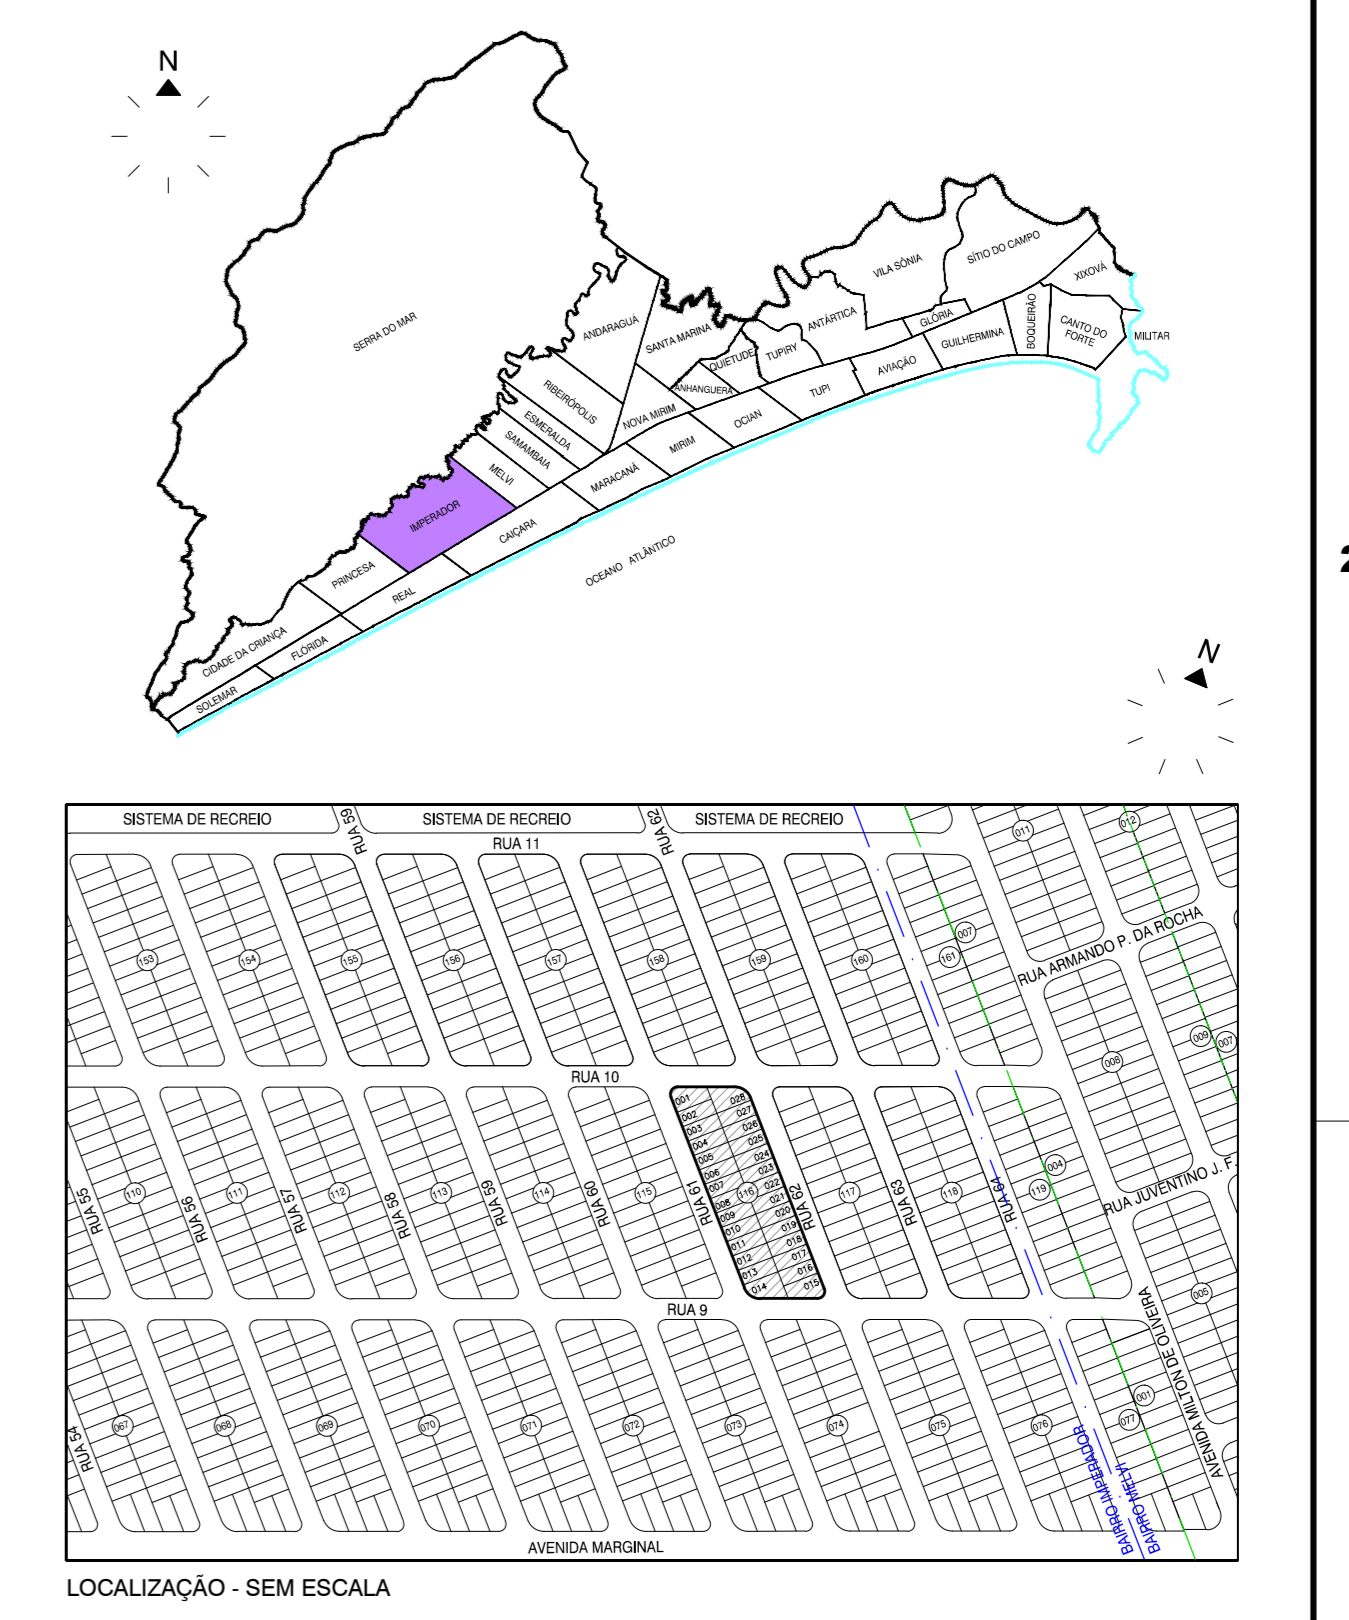 N
SERRA DO MAR
ANDARAGUÁ
SANTA MARINA
ANTÁRTICA
VILA SÔNIA
SÍTIO DO CAMPO
XIXOVÁ
GLÓRIA
GUILHERMINA
BOQUEIRÃO
CANTO DO
FORTE
MILITAR
QUIETUDE
TUPIRY
AVIAÇÃO
TUPI
ANHANGUERA
NOVA MIRIM
OCIAN
MIRIM
RIBEIRÓPOLIS
ESMERALDA
SAMAMBAIA
MELVI
MARACANÃ
CAIÇARA
IMPERADOR
PRINCESA
REAL
CIDADE DA CRIANÇA
FLÓRIDA
SOLEMAR
OCEANO ATLÂNTICO
2
N
SISTEMA DE RECREIO
RUA 59
SISTEMA DE RECREIO
RUA 62
SISTEMA DE RECREIO
RUA 11
011
012
153
154
155
156
157
158
159
160
161
007
RUA ARMANDO P. DA ROCHA
009
007
008
RUA 10
001
002
003
004
005
006
007
008
009
010
011
012
013
014
028
027
026
025
024
023
022
021
020
019
018
017
016
015
116
RUA 55
110
RUA 56
111
RUA 57
112
RUA 58
113
RUA 59
114
RUA 60
115
RUA 61
RUA 62
117
RUA 63
118
RUA 64
119
004
RUA JUVENTINO J. F.
005
RUA 9
AVENIDA MILTON DE OLIVEIRA
RUA 54
067
068
069
070
071
072
073
074
075
076
077
001
BAIRRO IMPERADOR
BAIRRO MELVI
AVENIDA MARGINAL
LOCALIZAÇÃO - SEM ESCALA